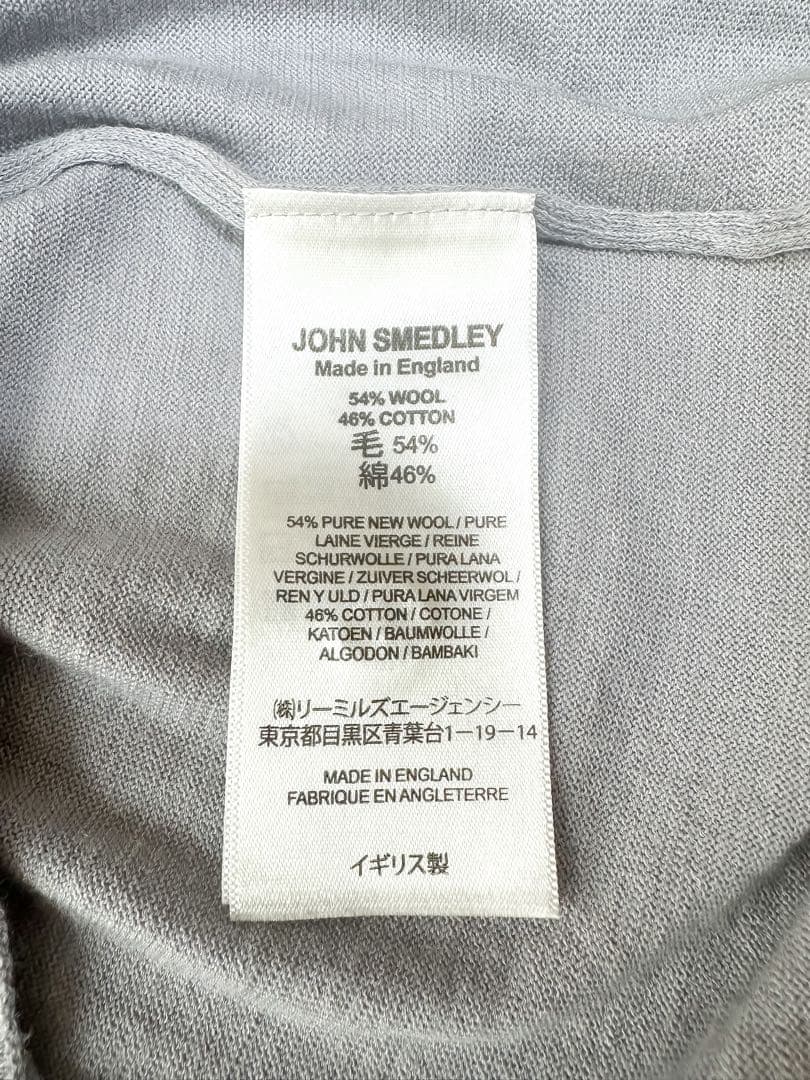 JOHN SMEDLEY
Made in England
54% WOOL
46% COTTON
毛 54%
綿46%
54% PURE NEW WOOL / PURE
LAINE VIERGE / REINE
SCHURWOLLE / PURA LANA
VERGINE / ZUIVER SCHEERWOL /
REN Y ULD / PURA LANA VIRGEM
46% COTTON / COTONE /
KATOEN / BAUMWOLLE /
ALGODON / BAMBAKI
㈱リーミルズエージェンシー
東京都目黒区青葉台1－19－14
MADE IN ENGLAND
FABRIQUE EN ANGLETERRE
イギリス製